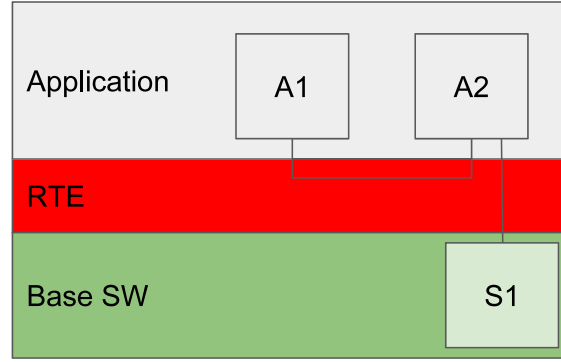 Application
A1
A2
RTE
Base SW
S1